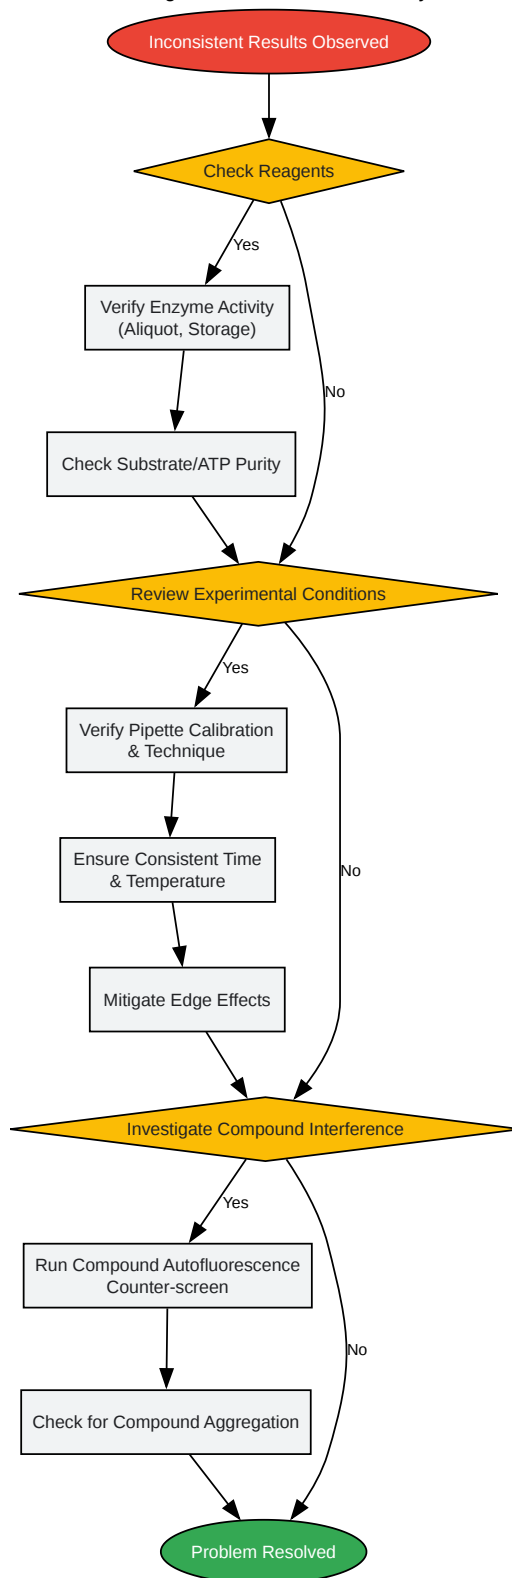 Inconsistent Results Observed
Check Reagents
Yes
Verify Enzyme Activity
(Aliquot, Storage)
No
Check Substrate/ATP Purity
Review Experimental Conditions
Yes
Verify Pipette Calibration
& Technique
Ensure Consistent Time
& Temperature
No
Mitigate Edge Effects
Investigate Compound Interference
Yes
Run Compound Autofluorescence
Counter-screen
No
Check for Compound Aggregation
Problem Resolved